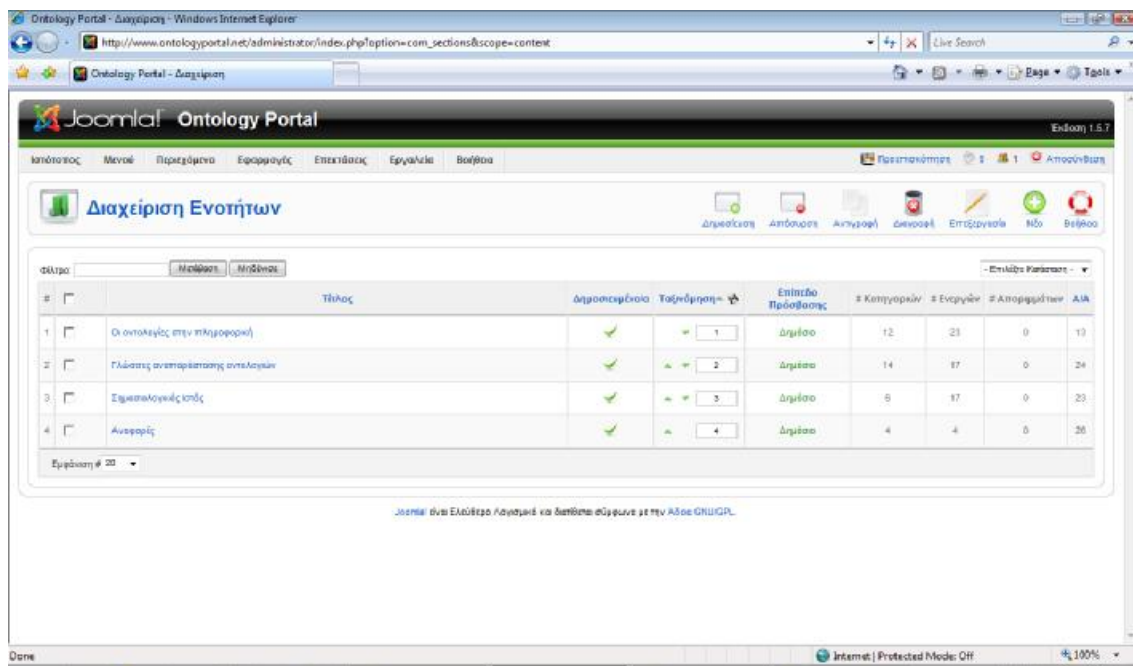 Ontology Portal - Διαχείριση - Windows Internet Explorer
http://www.ontologyportal.net/administrator/index.php?option=com_sections&scope=content
Live Search
Ontology Portal - Διαχείριση
Page Tools
Joomla! Ontology Portal
Έκδοση 1.5.7
Ιστότοπος Μενού Περιεχόμενο Εφαρμογές Επεκτάσεις Εργαλεία Βοήθεια Προεπισκόπηση 1 Αποσύνδεση
Διαχείριση Ενοτήτων
Δημοσίευση Απόσυρση Αντιγραφή Διαγραφή Επεξεργασία Νέο Βοήθεια
Φίλτρο: Μετάβαση Μηδένισε - Επιλέξτε Κατάσταση -
# Τίτλος Δημοσιευμένο/α Ταξινόμηση Επίπεδο Πρόσβασης # Κατηγοριών # Ενεργών # Απορριμμάτων Α/Α
1 Οι οντολογίες στην πληροφορική 1 Δημόσιο 12 23 0 13
2 Γλώσσες αναπαράστασης οντολογιών 2 Δημόσιο 14 17 0 24
3 Σημασιολογικός ιστός 3 Δημόσιο 6 17 0 23
4 Αναφορές 4 Δημόσιο 4 4 0 26
Εμφάνιση # 20
Joomla! είναι Ελεύθερο Λογισμικό και διατίθεται σύμφωνα με την Άδεια GNU/GPL.
Done Internet | Protected Mode: Off 100%